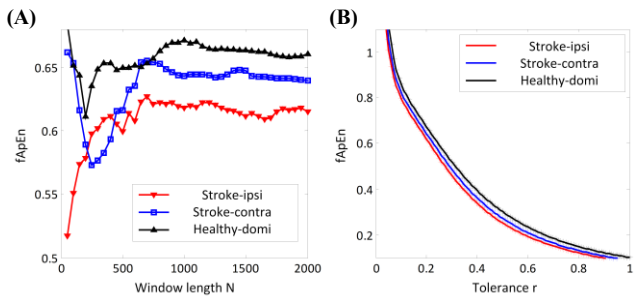 (A)
fApEn
0.65
0.6
0.55
0.5
0
500
1000
1500
2000
Window length N
Stroke-ipsi
Stroke-contra
Healthy-domi
(B)
fApEn
1
0.8
0.6
0.4
0.2
0
0
0.2
0.4
0.6
0.8
1
Tolerance r
Stroke-ipsi
Stroke-contra
Healthy-domi